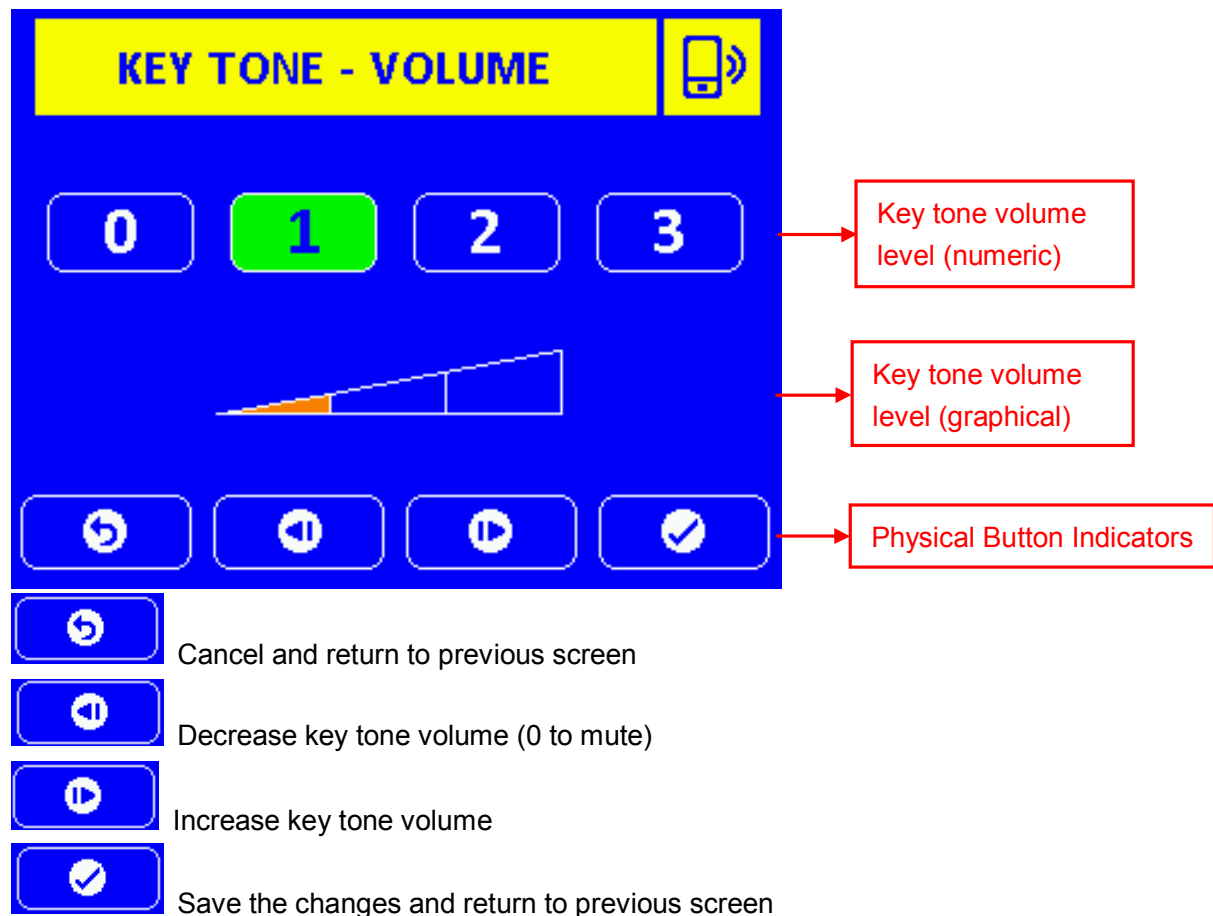 KEY TONE - VOLUME
0 1 2 3
Key tone volume
level (numeric)
Key tone volume
level (graphical)
Physical Button Indicators
Cancel and return to previous screen
Decrease key tone volume (0 to mute)
Increase key tone volume
Save the changes and return to previous screen